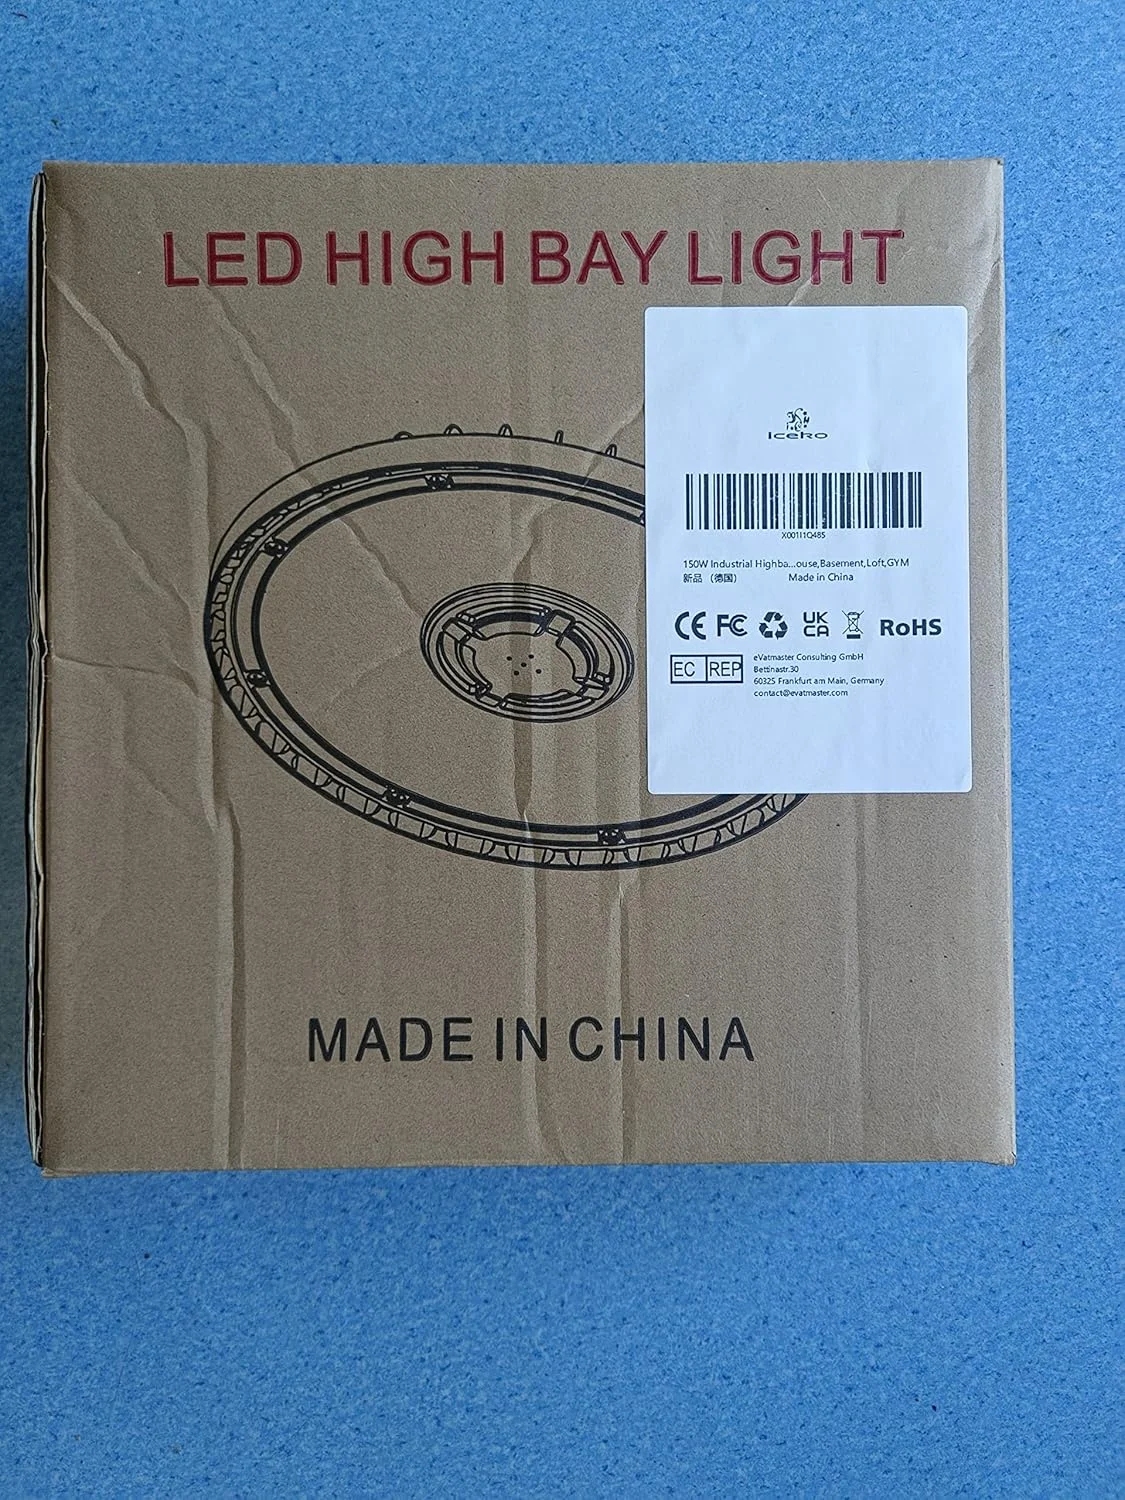 LED HIGH BAY LIGHT
Iceko
X001I1Q485
150W Industrial Highba...ouse,Basement,Loft,GYM
新品 （德国） Made in China
CE FC UK CA RoHS
EC REP
eVatmaster Consulting GmbH
Bettinastr.30
60325 Frankfurt am Main, Germany
contact@evatmaster.com
MADE IN CHINA